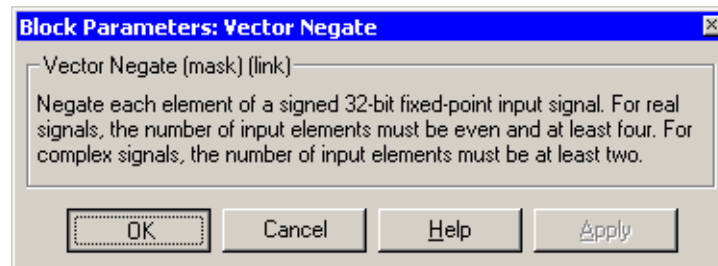 Block Parameters: Vector Negate
Vector Negate (mask) (link)
Negate each element of a signed 32-bit fixed-point input signal. For real
signals, the number of input elements must be even and at least four. For
complex signals, the number of input elements must be at least two.
OK Cancel Help Apply